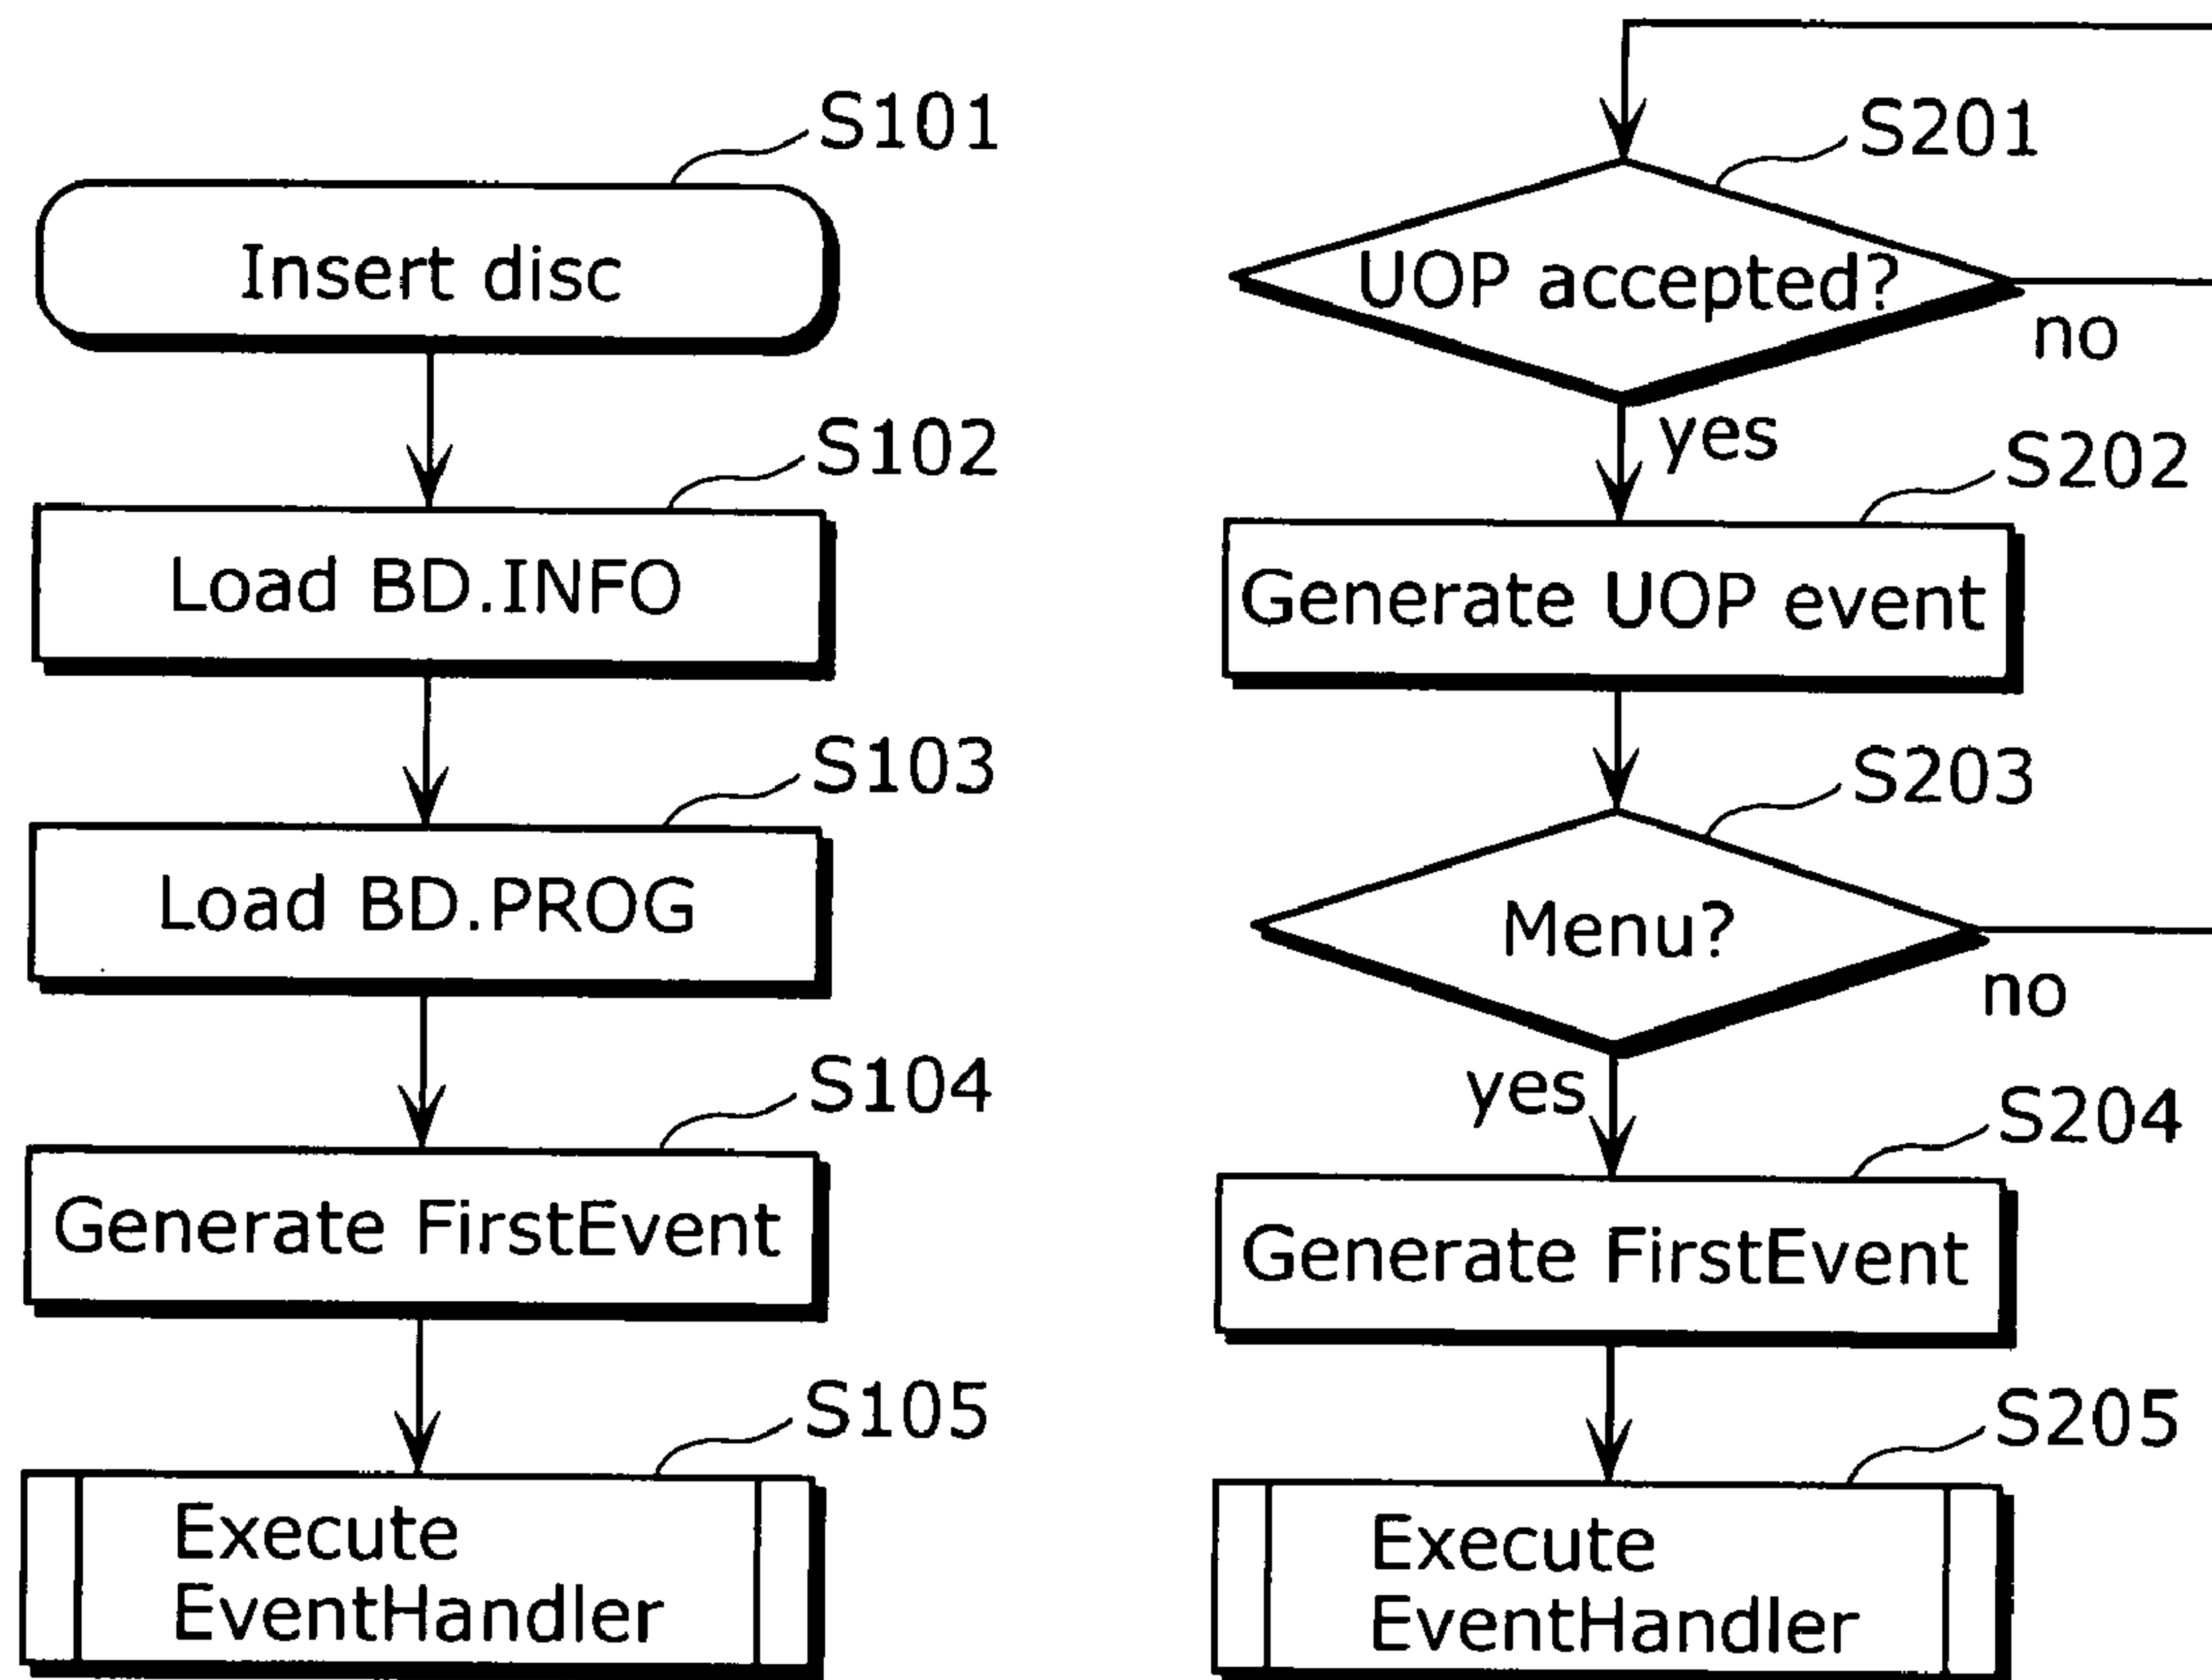 S101
Insert disc
S102
Load BD.INFO
S103
Load BD.PROG
S104
Generate FirstEvent
S105
Execute
EventHandler
S201
UOP accepted?
no
yes
S202
Generate UOP event
S203
Menu?
no
yes
S204
Generate FirstEvent
S205
Execute
EventHandler